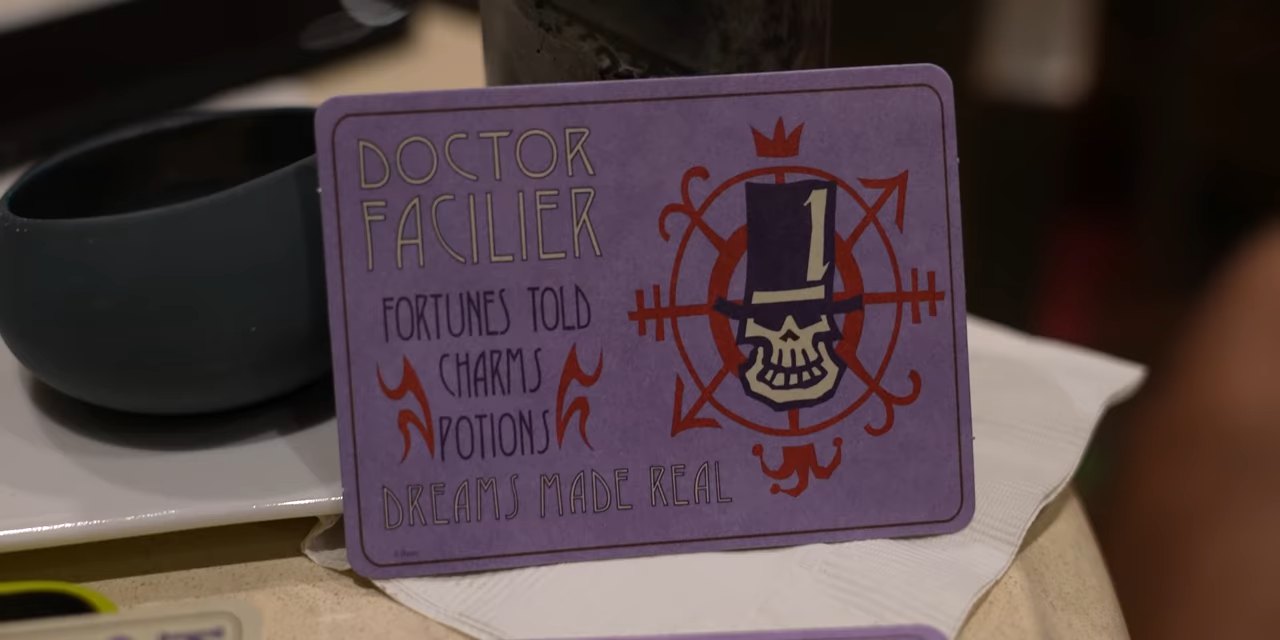 DOCTOR
FACILIER
FORTUNES TOLD
CHARMS
POTIONS
DREAMS MADE REAL
1